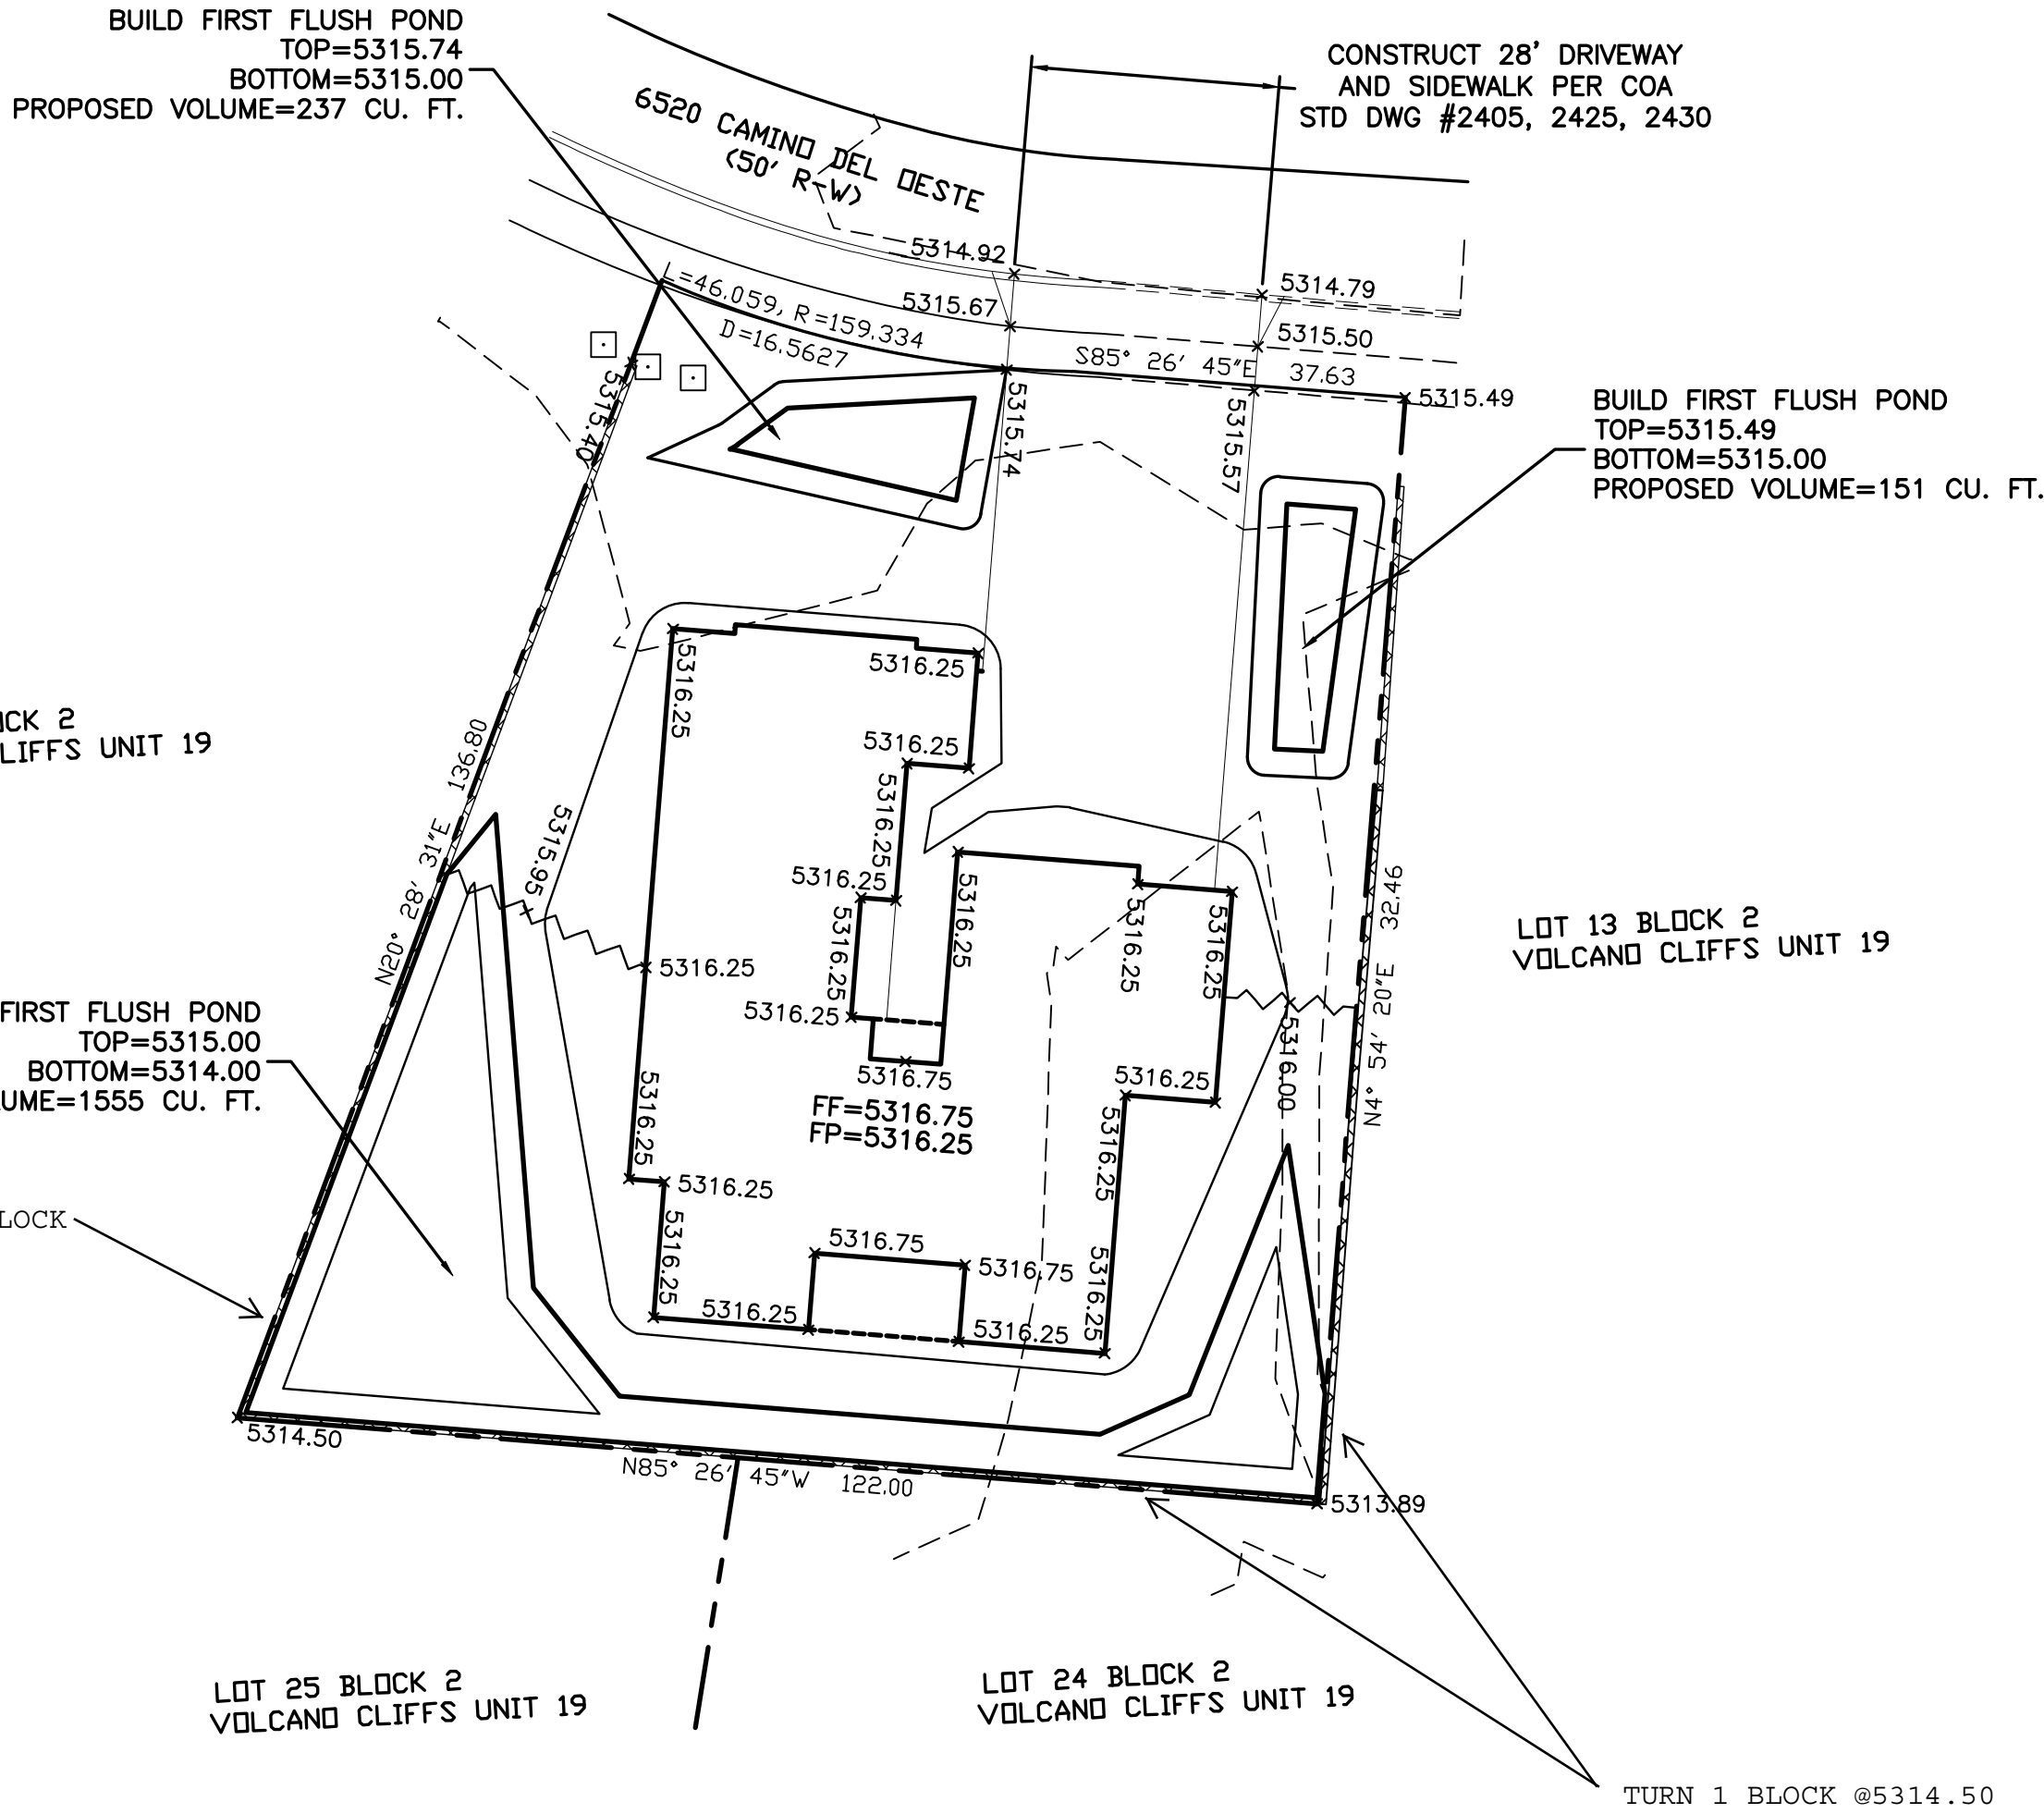 BUILD FIRST FLUSH POND
TOP=5315.74
BOTTOM=5315.00
PROPOSED VOLUME=237 CU. FT.
CONSTRUCT 28' DRIVEWAY
AND SIDEWALK PER COA
STD DWG #2405, 2425, 2430
6520 CAMINO DEL OESTE
(50' R-W)
5314.92
5314.79
L=46.059, R=159.334
D=16.5627
5315.67
5315.50
S85° 26' 45"E 37.63
5315.49
5315.40
5315.74
5315.57
BUILD FIRST FLUSH POND
TOP=5315.49
BOTTOM=5315.00
PROPOSED VOLUME=151 CU. FT.
5316.25
5316.25
5316.25
5316.25
CK 2
LIFFS UNIT 19
N20° 28' 31"E 136.80
5315.95
5316.25
5316.25
5316.25
5316.25
5316.25
5316.25
5316.25
5316.25
5316.00
N4° 54' 20"E 32.46
LOT 13 BLOCK 2
VOLCANO CLIFFS UNIT 19
FIRST FLUSH POND
TOP=5315.00
BOTTOM=5314.00
UME=1555 CU. FT.
5316.75
FF=5316.75
FP=5316.25
5316.25
5316.25
5316.25
5316.25
5316.25
LOCK
5316.75
5316.75
5316.25
5316.25
5316.25
5314.50
N85° 26' 45"W 122.00
5313.89
LOT 25 BLOCK 2
VOLCANO CLIFFS UNIT 19
LOT 24 BLOCK 2
VOLCANO CLIFFS UNIT 19
TURN 1 BLOCK @5314.50